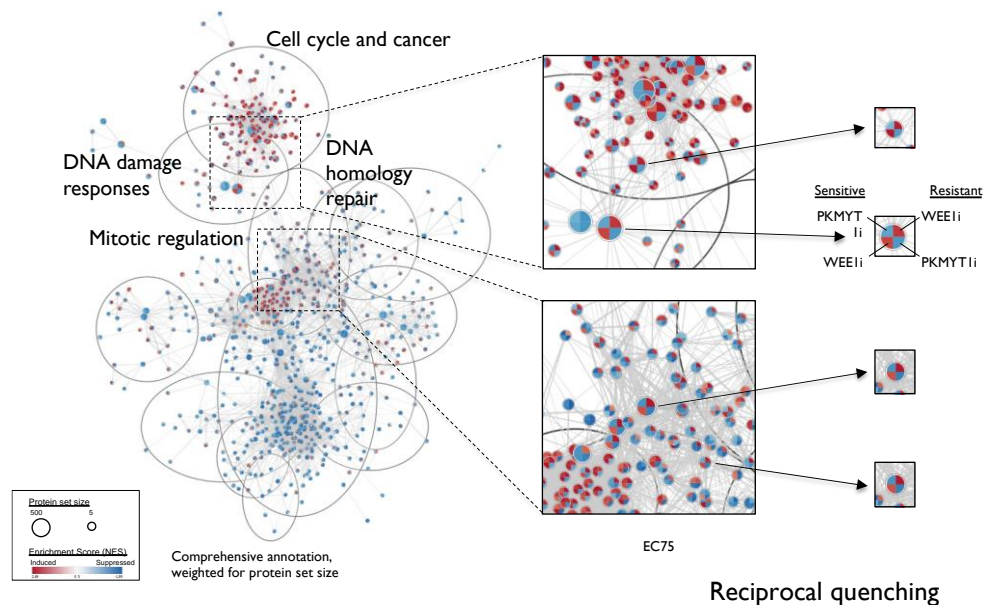 Cell cycle and cancer
DNA damage
responses
DNA
homology
repair
Mitotic regulation
Sensitive
Resistant
PKMYT
1i
WEE1i
WEE1i
PKMYT1i
Protein set size
500
5
Enrichment Score (NES)
Induced
Suppressed
Comprehensive annotation,
weighted for protein set size
EC75
Reciprocal quenching